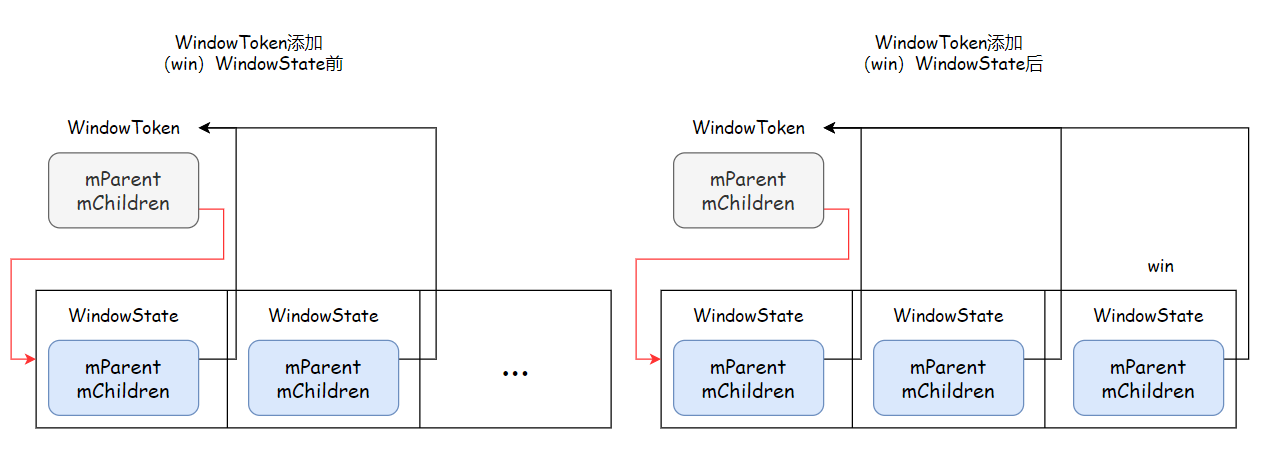 WindowToken添加
（win）WindowState前
WindowToken
mParent
mChildren
WindowState
mParent
mChildren
WindowState
mParent
mChildren
...
WindowToken添加
（win）WindowState后
WindowToken
mParent
mChildren
win
WindowState
mParent
mChildren
WindowState
mParent
mChildren
WindowState
mParent
mChildren